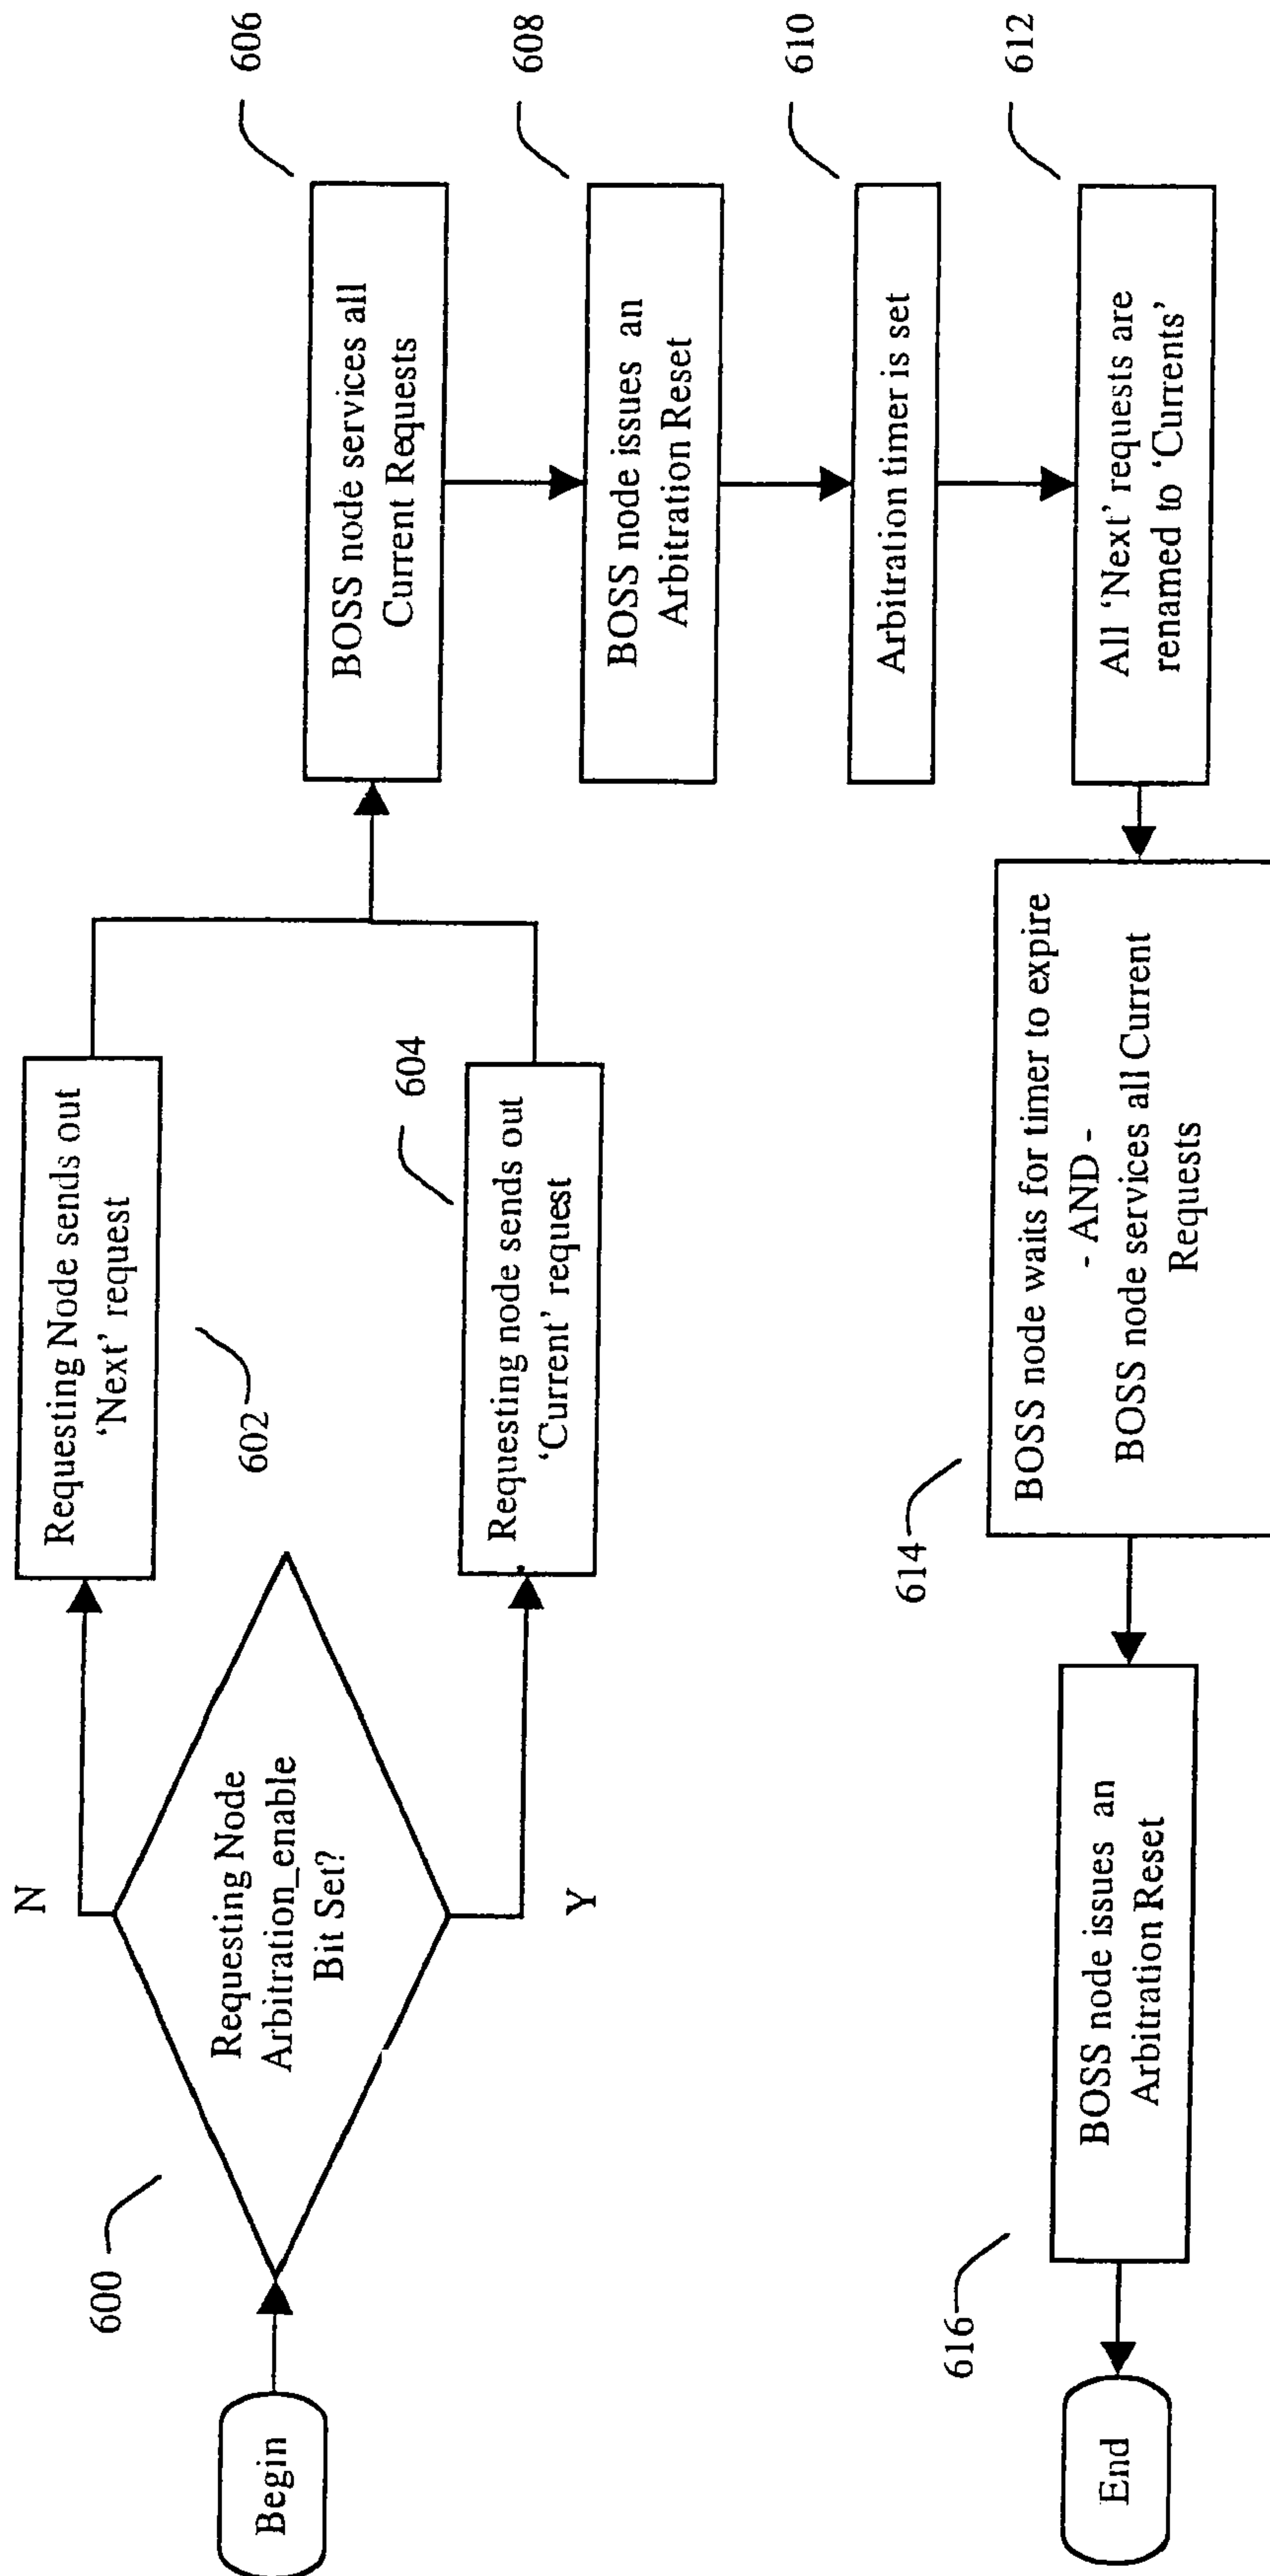 Begin
600
Requesting Node
Arbitration_enable
Bit Set?
N
Y
Requesting Node sends out
‘Next’ request
602
Requesting node sends out
‘Current’ request
604
BOSS node services all
Current Requests
606
BOSS node issues an
Arbitration Reset
608
Arbitration timer is set
610
All ‘Next’ requests are
renamed to ‘Currents’
612
BOSS node waits for timer to expire
- AND -
BOSS node services all Current
Requests
614
BOSS node issues an
Arbitration Reset
616
End